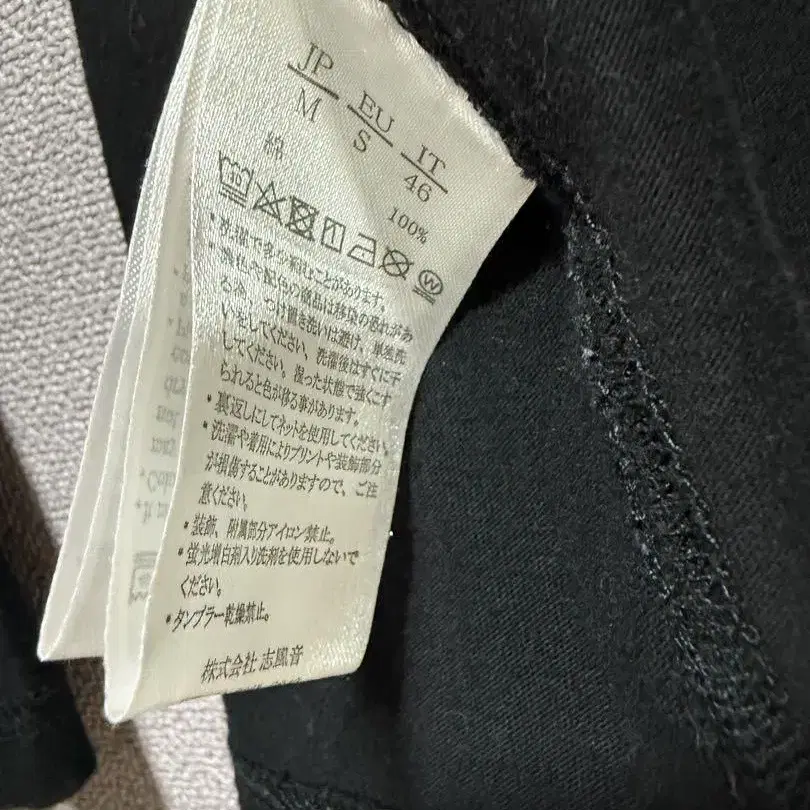 JP EU IT
M S 46
綿 100%
・洗濯で多少縮むことがあります。
・濃色や配色の商品は移染の恐れがあ
る為、つけ置き洗いは避け、単独洗
いをしてください。洗濯後はすぐに干
してください。湿った状態で強くこす
られると色が移る事があります。
・裏返しにしてネットを使用してください。
・洗濯や着用によりプリントや装飾部分
が損傷することがありますので、ご注
意ください。
・装飾、附属部分アイロン禁止。
・蛍光増白剤入り洗剤を使用しないで
ください。
・タンブラー乾燥禁止。
株式会社 志風音